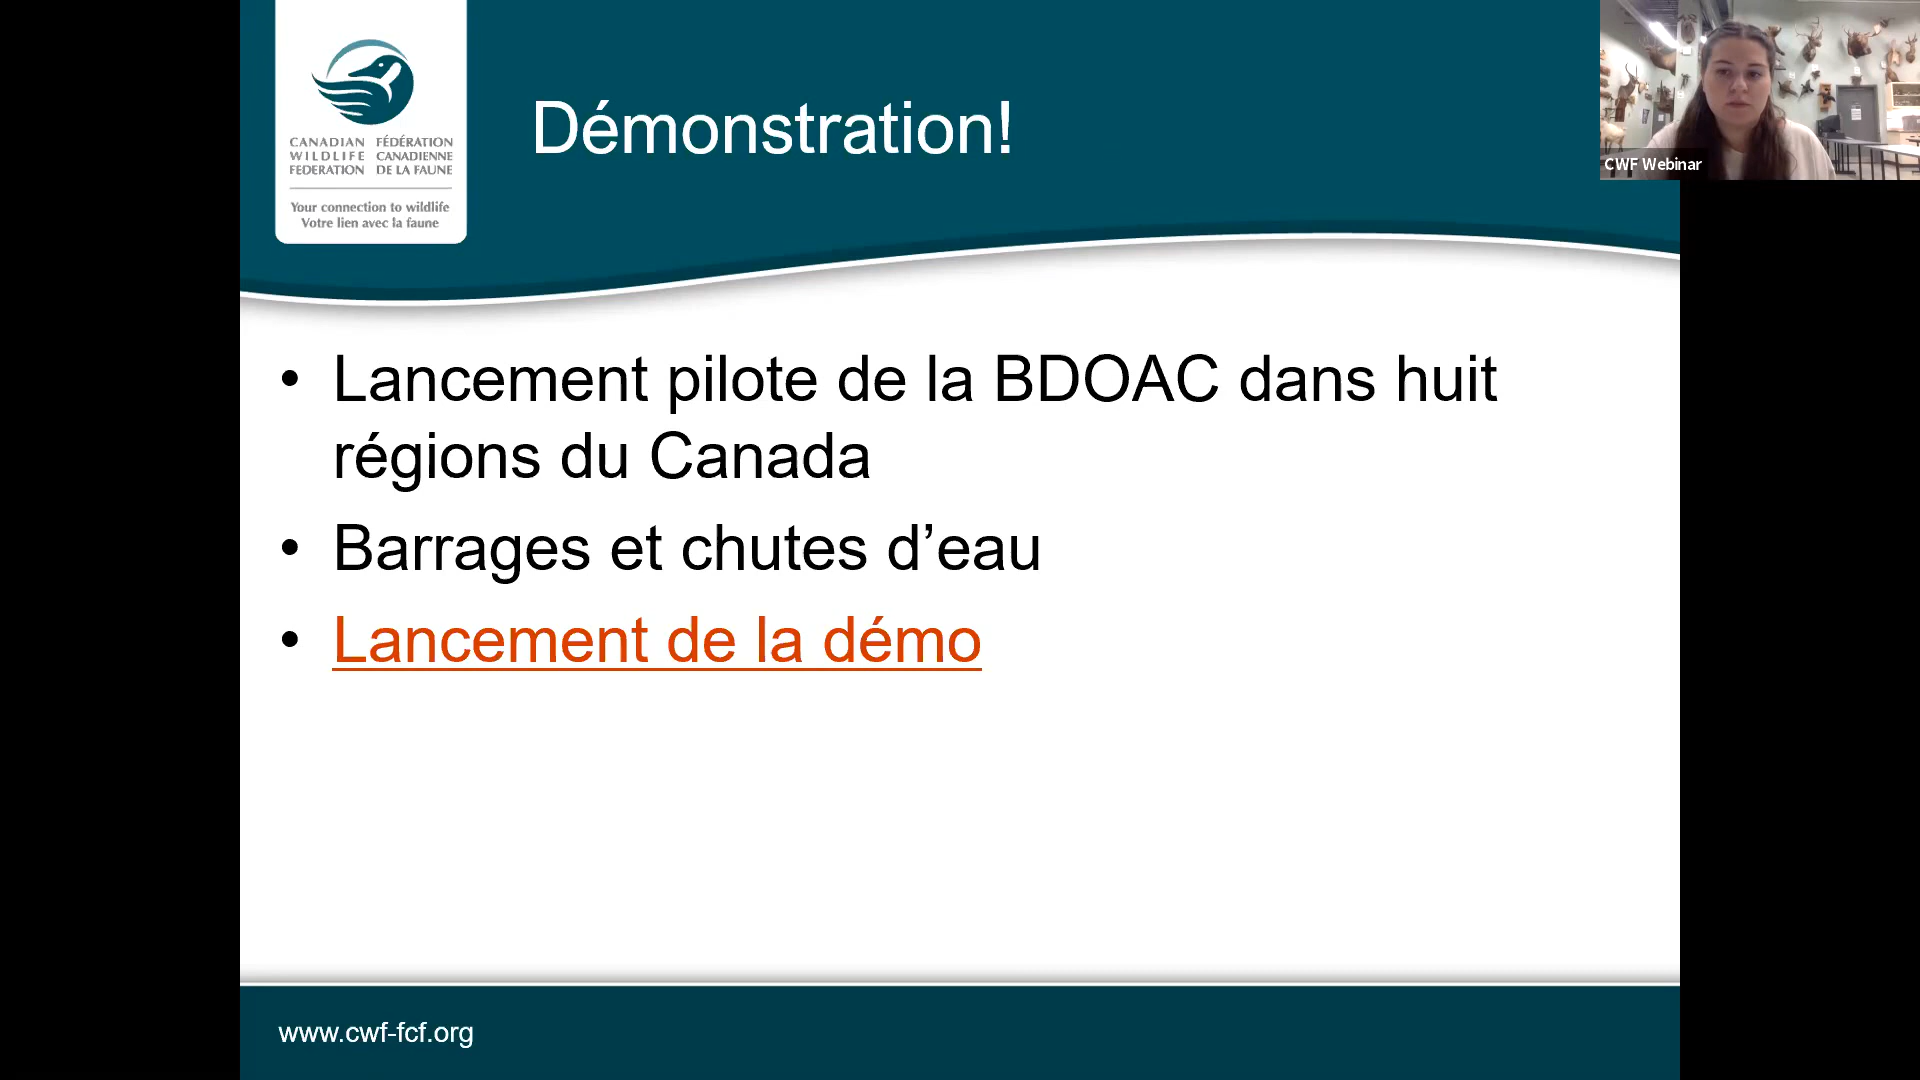 CANADIAN
WILDLIFE
FEDERATION
FÉDÉRATION
CANADIENNE
DE LA FAUNE
Your connection to wildlife
Votre lien avec la faune
Démonstration!
CWF Webinar
• Lancement pilote de la BDOAC dans huit
régions du Canada
• Barrages et chutes d’eau
• Lancement de la démo
www.cwf-fcf.org